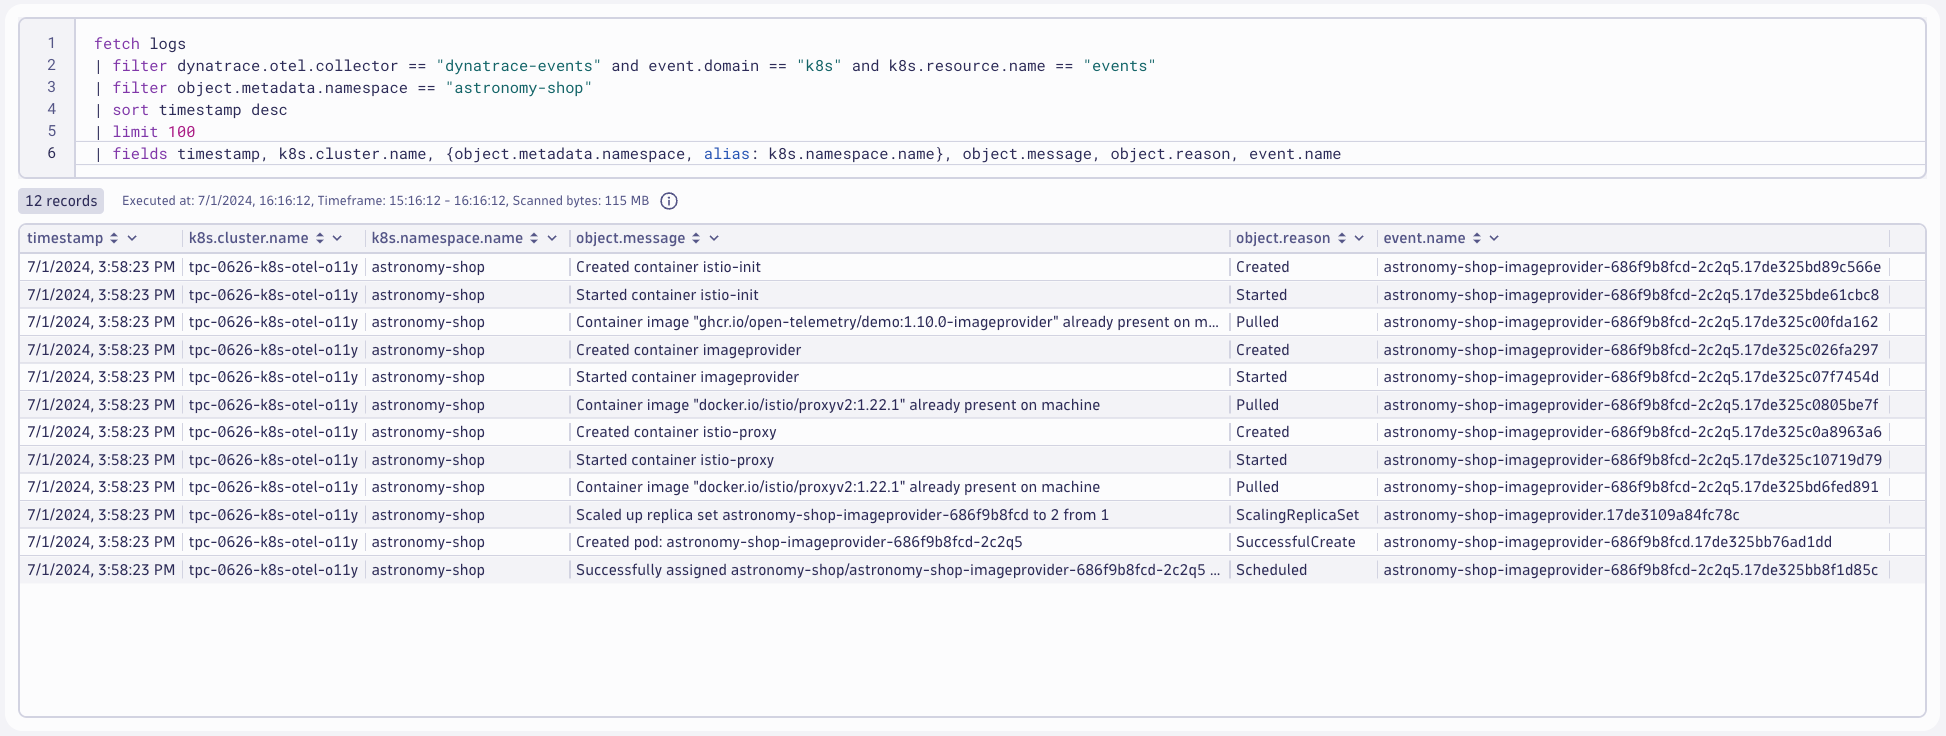 1 fetch logs
2 | filter dynatrace.otel.collector == "dynatrace-events" and event.domain == "k8s" and k8s.resource.name == "events"
3 | filter object.metadata.namespace == "astronomy-shop"
4 | sort timestamp desc
5 | limit 100
6 | fields timestamp, k8s.cluster.name, {object.metadata.namespace, alias: k8s.namespace.name}, object.message, object.reason, event.name
12 records Executed at: 7/1/2024, 16:16:12, Timeframe: 15:16:12 - 16:16:12, Scanned bytes: 115 MB
timestamp k8s.cluster.name k8s.namespace.name object.message object.reason event.name
7/1/2024, 3:58:23 PM tpc-0626-k8s-otel-o11y astronomy-shop Created container istio-init Created astronomy-shop-imageprovider-686f9b8fcd-2c2q5.17de325bd89c566e
7/1/2024, 3:58:23 PM tpc-0626-k8s-otel-o11y astronomy-shop Started container istio-init Started astronomy-shop-imageprovider-686f9b8fcd-2c2q5.17de325bde61cbc8
7/1/2024, 3:58:23 PM tpc-0626-k8s-otel-o11y astronomy-shop Container image "ghcr.io/open-telemetry/demo:1.10.0-imageprovider" already present on m... Pulled astronomy-shop-imageprovider-686f9b8fcd-2c2q5.17de325c00fda162
7/1/2024, 3:58:23 PM tpc-0626-k8s-otel-o11y astronomy-shop Created container imageprovider Created astronomy-shop-imageprovider-686f9b8fcd-2c2q5.17de325c026fa297
7/1/2024, 3:58:23 PM tpc-0626-k8s-otel-o11y astronomy-shop Started container imageprovider Started astronomy-shop-imageprovider-686f9b8fcd-2c2q5.17de325c07f7454d
7/1/2024, 3:58:23 PM tpc-0626-k8s-otel-o11y astronomy-shop Container image "docker.io/istio/proxyv2:1.22.1" already present on machine Pulled astronomy-shop-imageprovider-686f9b8fcd-2c2q5.17de325c0805be7f
7/1/2024, 3:58:23 PM tpc-0626-k8s-otel-o11y astronomy-shop Created container istio-proxy Created astronomy-shop-imageprovider-686f9b8fcd-2c2q5.17de325c0a8963a6
7/1/2024, 3:58:23 PM tpc-0626-k8s-otel-o11y astronomy-shop Started container istio-proxy Started astronomy-shop-imageprovider-686f9b8fcd-2c2q5.17de325c10719d79
7/1/2024, 3:58:23 PM tpc-0626-k8s-otel-o11y astronomy-shop Container image "docker.io/istio/proxyv2:1.22.1" already present on machine Pulled astronomy-shop-imageprovider-686f9b8fcd-2c2q5.17de325bd6fed891
7/1/2024, 3:58:23 PM tpc-0626-k8s-otel-o11y astronomy-shop Scaled up replica set astronomy-shop-imageprovider-686f9b8fcd to 2 from 1 ScalingReplicaSet astronomy-shop-imageprovider.17de3109a84fc78c
7/1/2024, 3:58:23 PM tpc-0626-k8s-otel-o11y astronomy-shop Created pod: astronomy-shop-imageprovider-686f9b8fcd-2c2q5 SuccessfulCreate astronomy-shop-imageprovider-686f9b8fcd.17de325bb76ad1dd
7/1/2024, 3:58:23 PM tpc-0626-k8s-otel-o11y astronomy-shop Successfully assigned astronomy-shop/astronomy-shop-imageprovider-686f9b8fcd-2c2q5 ... Scheduled astronomy-shop-imageprovider-686f9b8fcd-2c2q5.17de325bb8f1d85c